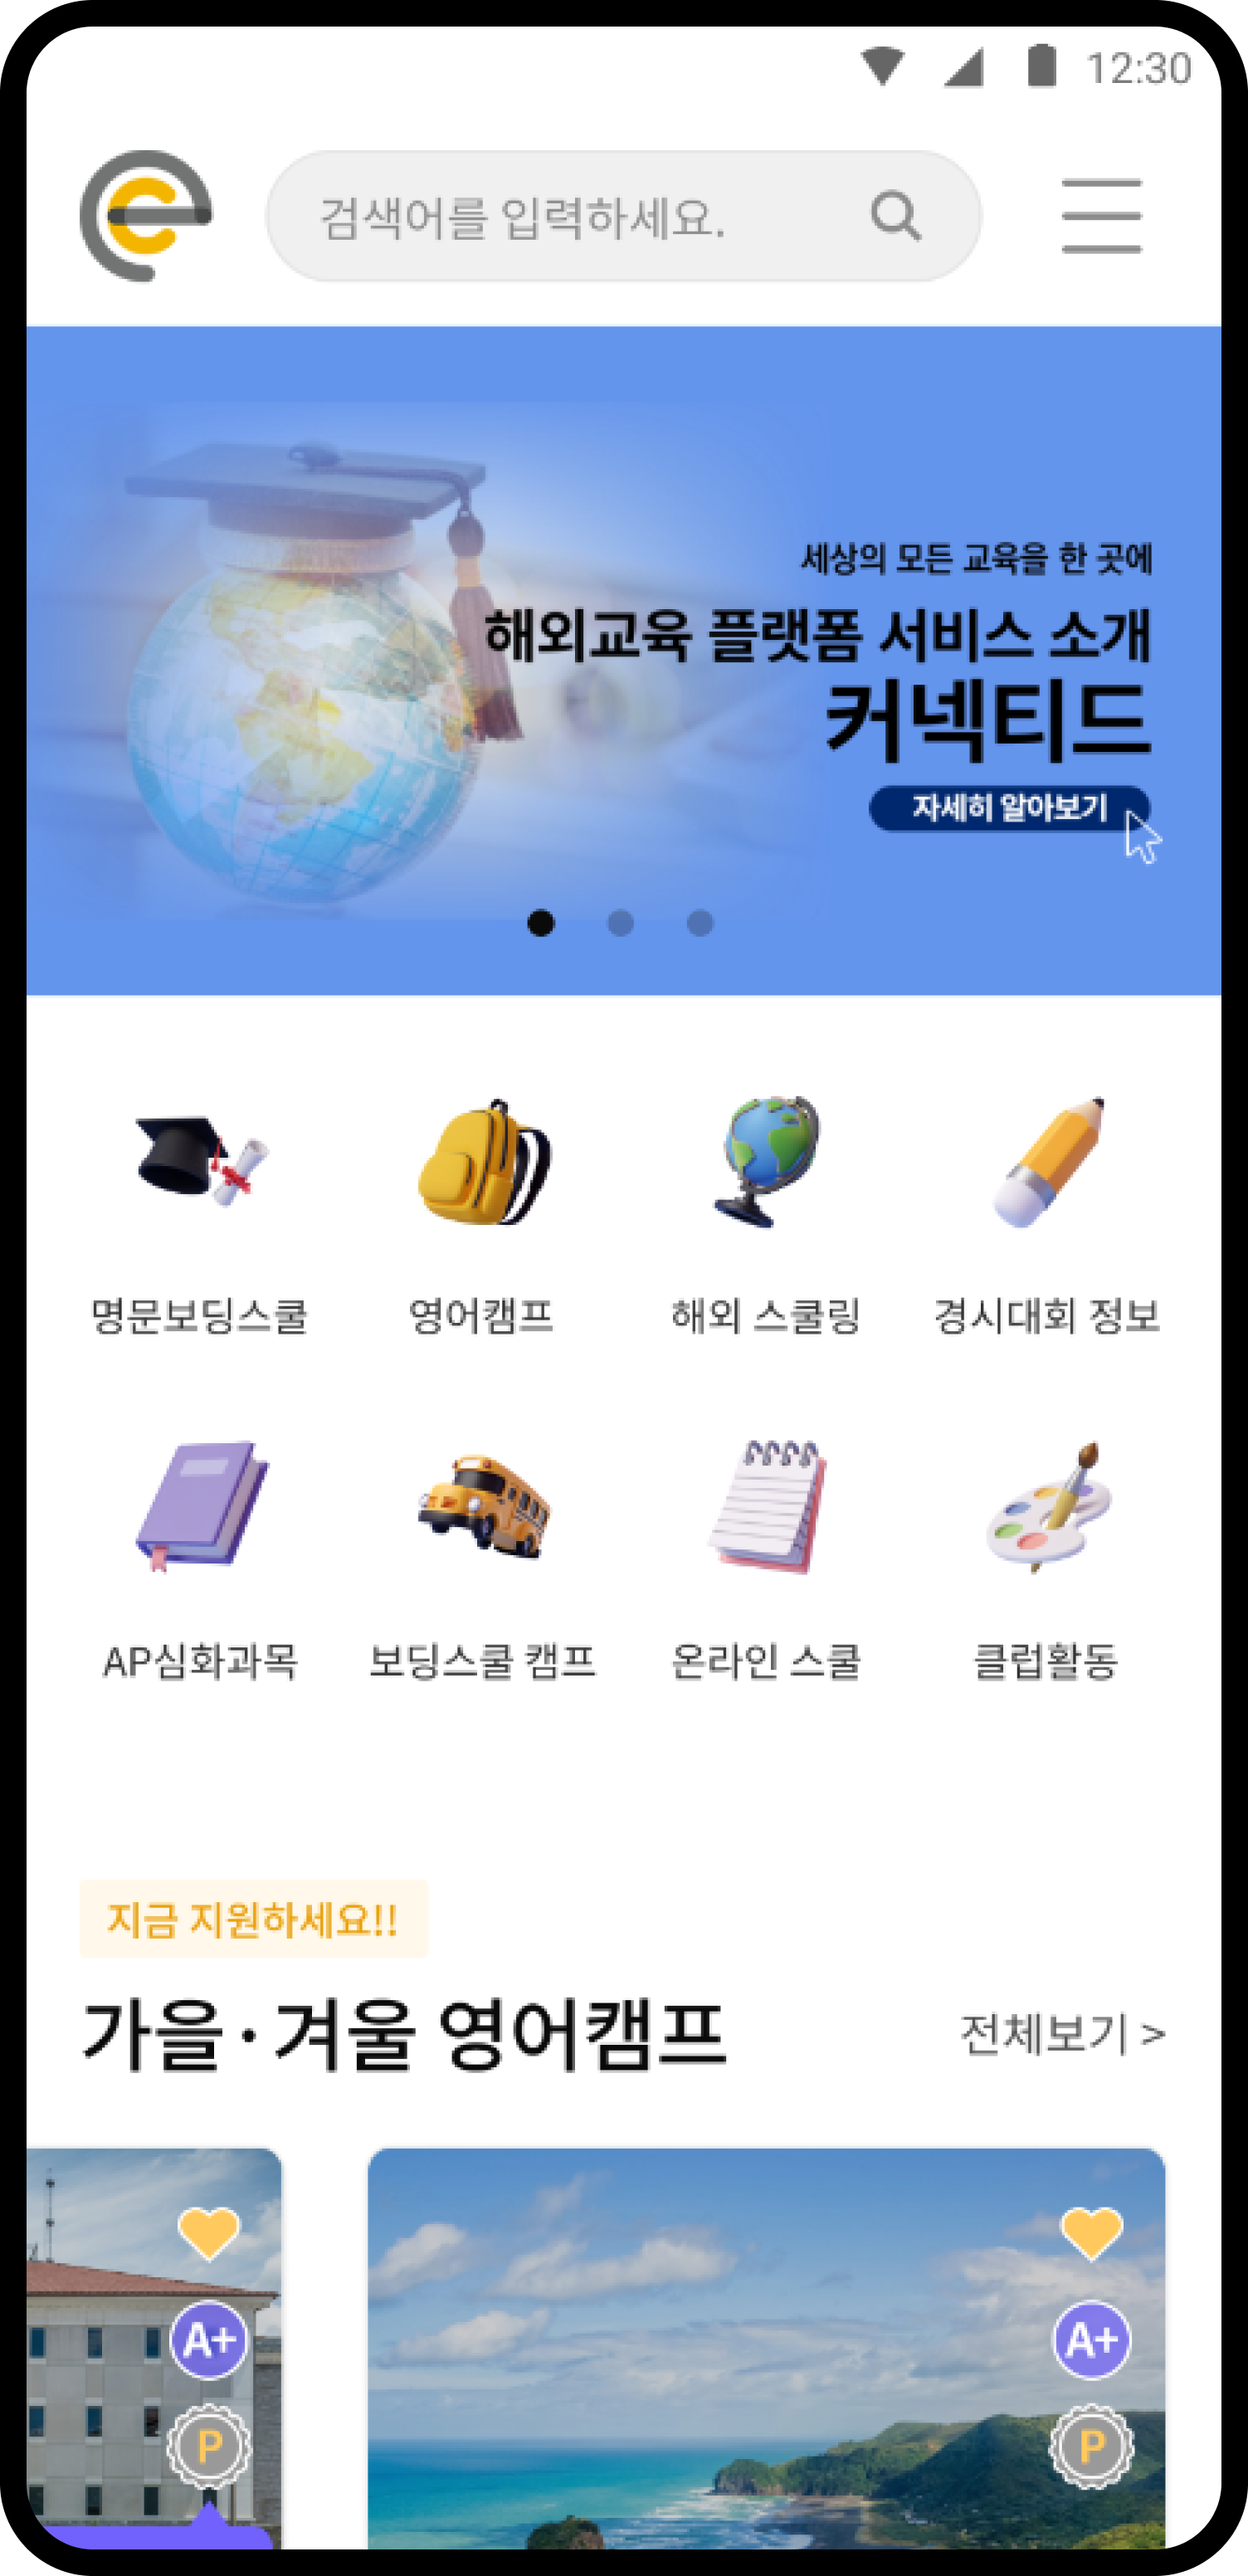 12:30
검색어를 입력하세요.
세상의 모든 교육을 한 곳에
해외교육 플랫폼 서비스 소개
커넥티드
자세히 알아보기
명문보딩스쿨 영어캠프 해외 스쿨링 경시대회 정보
AP심화과목 보딩스쿨 캠프 온라인 스쿨 클럽활동
지금 지원하세요!!
가을·겨울 영어캠프 전체보기 >
A+ A+
P P